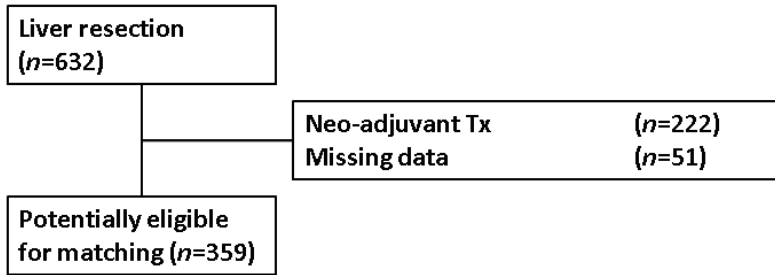 Liver resection
(n=632)
Neo-adjuvant Tx (n=222)
Missing data (n=51)
Potentially eligible
for matching (n=359)